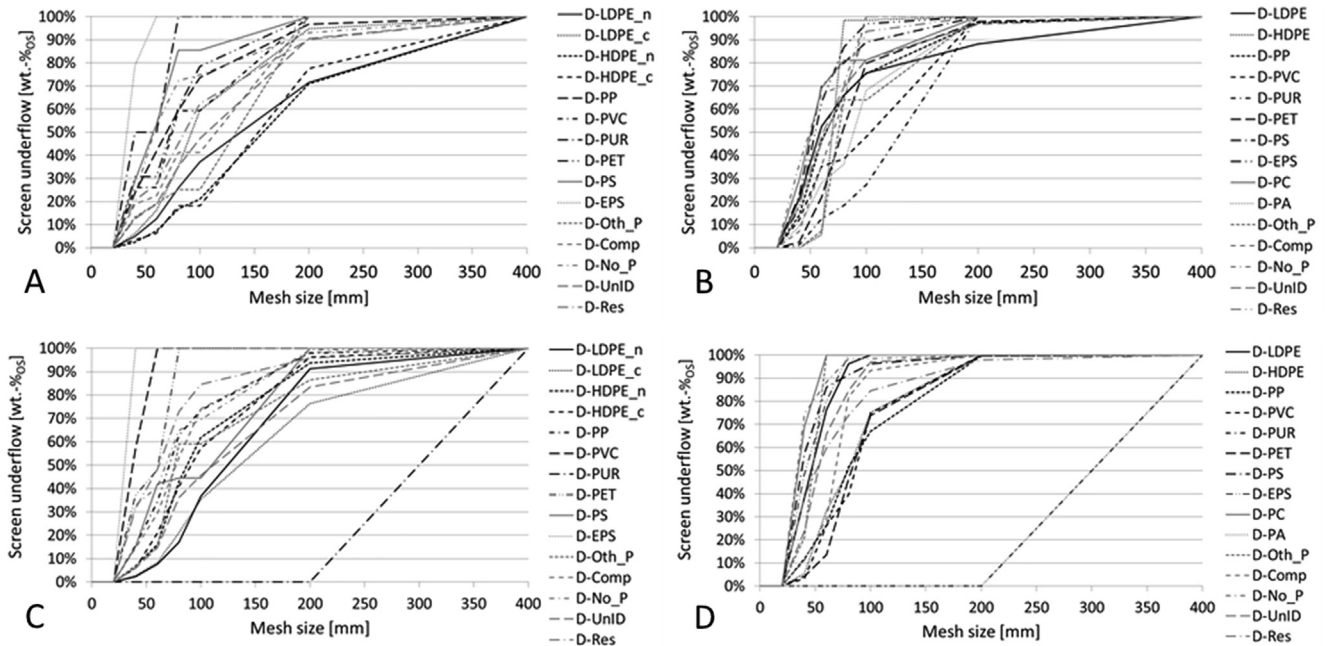 Screen underflow [wt.-%OS]
100%
90%
80%
70%
60%
50%
40%
30%
20%
10%
0%
0 50 100 150 200 250 300 350 400
Mesh size [mm]
A
D-LDPE_n
D-LDPE_c
D-HDPE_n
D-HDPE_c
D-PP
D-PVC
D-PUR
D-PET
D-PS
D-EPS
D-Oth_P
D-Comp
D-No_P
D-UnID
D-Res
Screen underflow [wt.-%OS]
100%
90%
80%
70%
60%
50%
40%
30%
20%
10%
0%
0 50 100 150 200 250 300 350 400
Mesh size [mm]
B
D-LDPE
D-HDPE
D-PP
D-PVC
D-PUR
D-PET
D-PS
D-EPS
D-PC
D-PA
D-Oth_P
D-Comp
D-No_P
D-UnID
D-Res
Screen underflow [wt.-%OS]
100%
90%
80%
70%
60%
50%
40%
30%
20%
10%
0%
0 50 100 150 200 250 300 350 400
Mesh size [mm]
C
D-LDPE_n
D-LDPE_c
D-HDPE_n
D-HDPE_c
D-PP
D-PVC
D-PUR
D-PET
D-PS
D-EPS
D-Oth_P
D-Comp
D-No_P
D-UnID
D-Res
Screen underflow [wt.-%OS]
100%
90%
80%
70%
60%
50%
40%
30%
20%
10%
0%
0 50 100 150 200 250 300 350 400
Mesh size [mm]
D
D-LDPE
D-HDPE
D-PP
D-PVC
D-PUR
D-PET
D-PS
D-EPS
D-PC
D-PA
D-Oth_P
D-Comp
D-No_P
D-UnID
D-Res